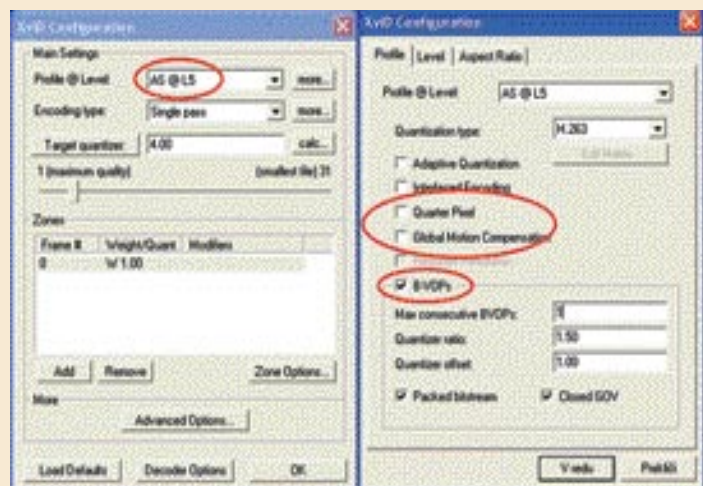 XviD Configuration
Main Settings
Profile @ Level: AS @ L5 more...
Encoding type: Single pass more...
Target quantizer: 4.00 calc...
1 (maximum quality) (smallest file) 31
Zones
Frame # Weight/Quant Modifiers
0 W 1.00
Add Remove Zone Options...
More
Advanced Options...
Load Defaults Decoder Options OK
XviD Configuration
Profile Level Aspect Ratio
Profile @ Level: AS @ L5
Quantization type: H.263
Edit Matrix...
Adaptive Quantization
Interlaced Encoding
Quarter Pixel
Global Motion Compensation
B-VOPs
Max consecutive BVOPs:
Quantizer ratio: 1.50
Quantizer offset: 1.00
Packed bitstream Closed GOV
V redu Prekliči